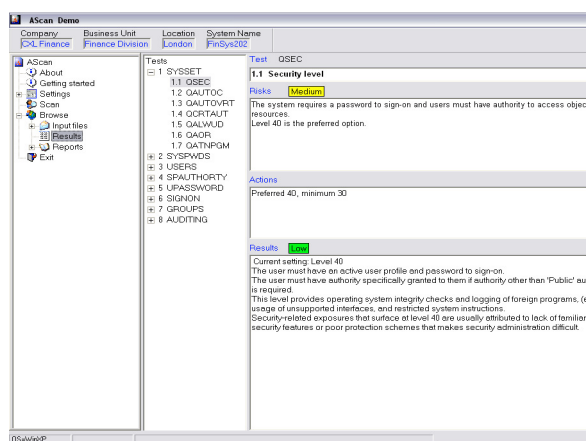 AScan Demo
Company Business Unit Location System Name
CXL Finance Finance Division London FinSys202
AScan
About
Getting started
Settings
Scan
Browse
Input files
Results
Reports
Exit
Tests
1 SYSSET
1.1 QSEC
1.2 QAUTOC
1.3 QAUTOVRT
1.4 QCRTAUT
1.5 QALWUD
1.6 QAOR
1.7 QATNPGM
2 SYSPWDS
3 USERS
4 SPAUTHORTY
5 UPASSWORD
6 SIGNON
7 GROUPS
8 AUDITING
Test QSEC
1.1 Security level
Risks Medium
The system requires a password to sign-on and users must have authority to access objec
resources.
Level 40 is the preferred option.
Actions
Preferred 40, minimum 30
Results Low
Current setting: Level 40
The user must have an active user profile and password to sign-on.
The user must have authority specifically granted to them if authority other than 'Public' au
is required.
This level provides operating system integrity checks and logging of foreign programs, (e
usage of unsupported interfaces, and restricted system instructions.
Security-related exposures that surface at level 40 are usually attributed to lack of familiar
security features or poor protection schemes that makes security administration difficult.
OS=WinXP